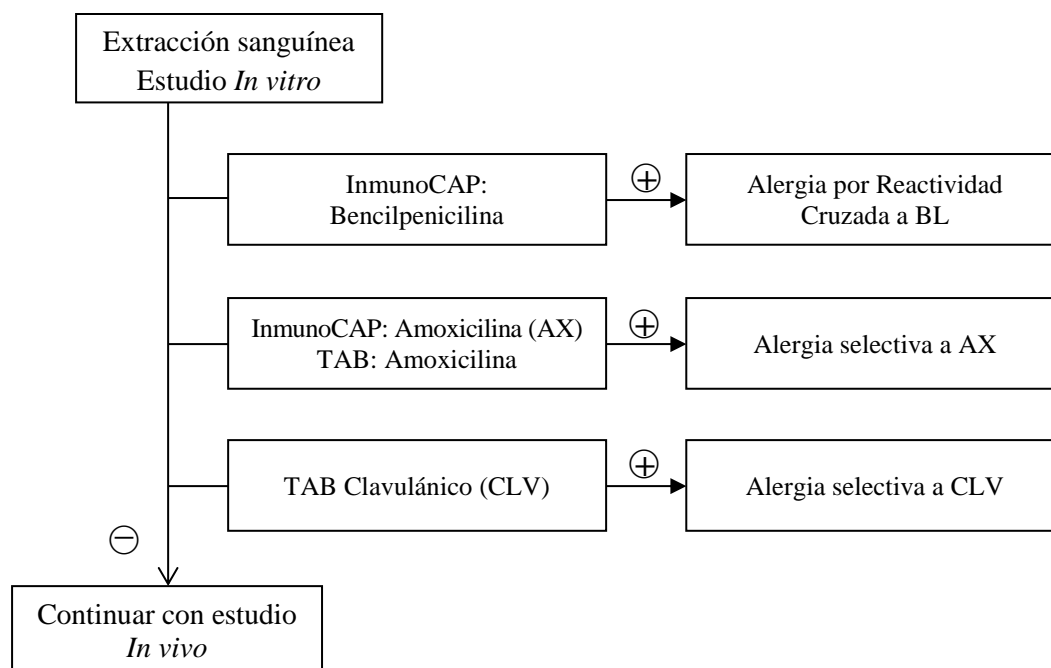 Extracción sanguínea
Estudio In vitro
InmunoCAP:
Bencilpenicilina
+
Alergia por Reactividad
Cruzada a BL
InmunoCAP: Amoxicilina (AX)
TAB: Amoxicilina
+
Alergia selectiva a AX
TAB Clavulánico (CLV)
+
Alergia selectiva a CLV
−
Continuar con estudio
In vivo